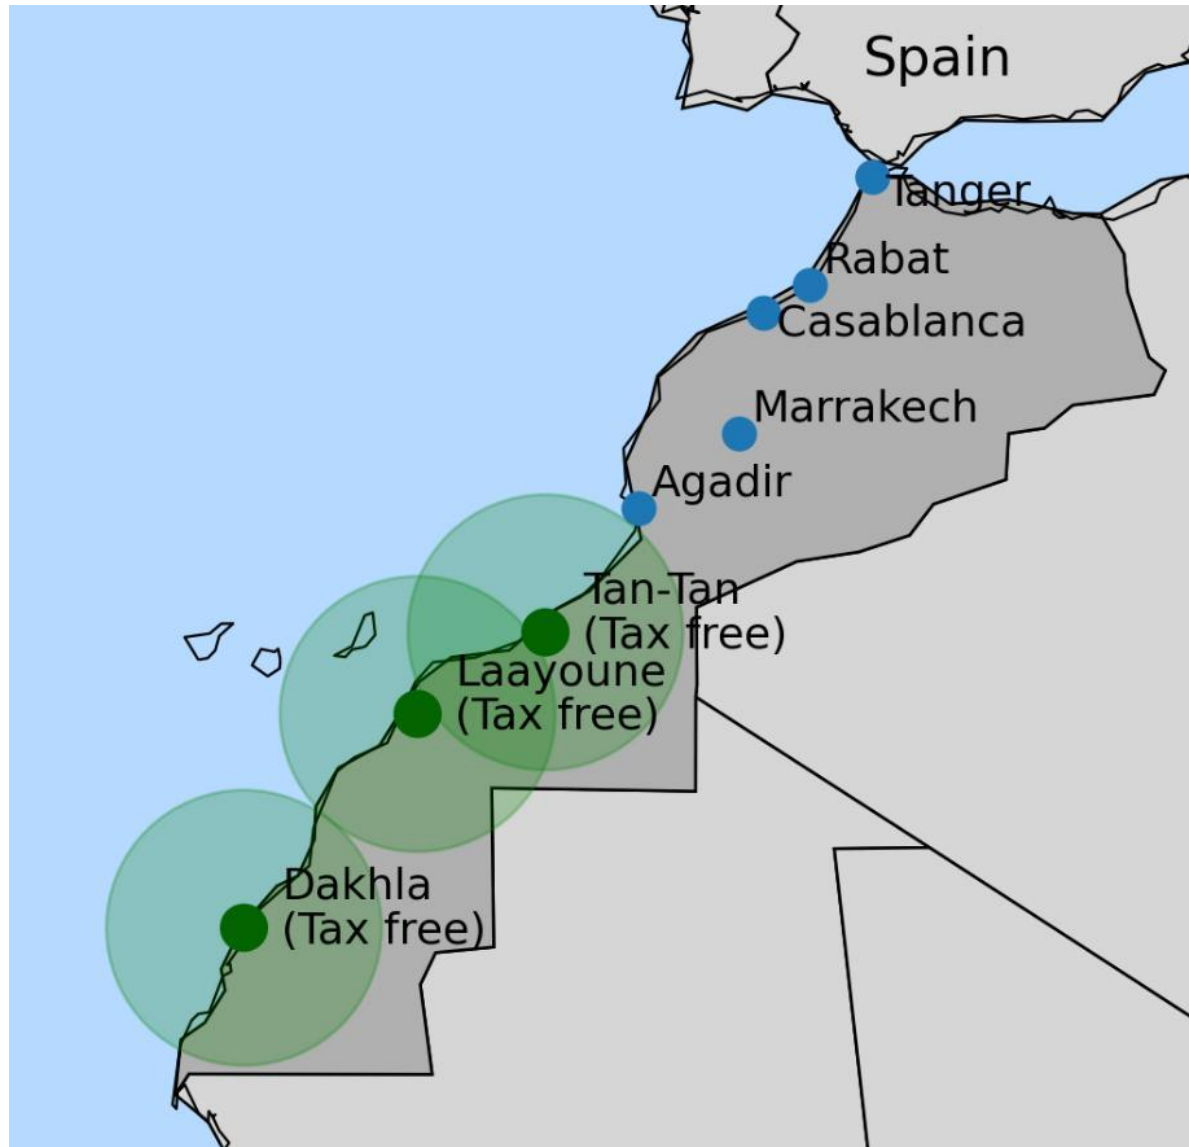 Spain
Tanger
Rabat
Casablanca
Marrakech
Agadir
Tan-Tan
(Tax free)
Laayoune
(Tax free)
Dakhla
(Tax free)